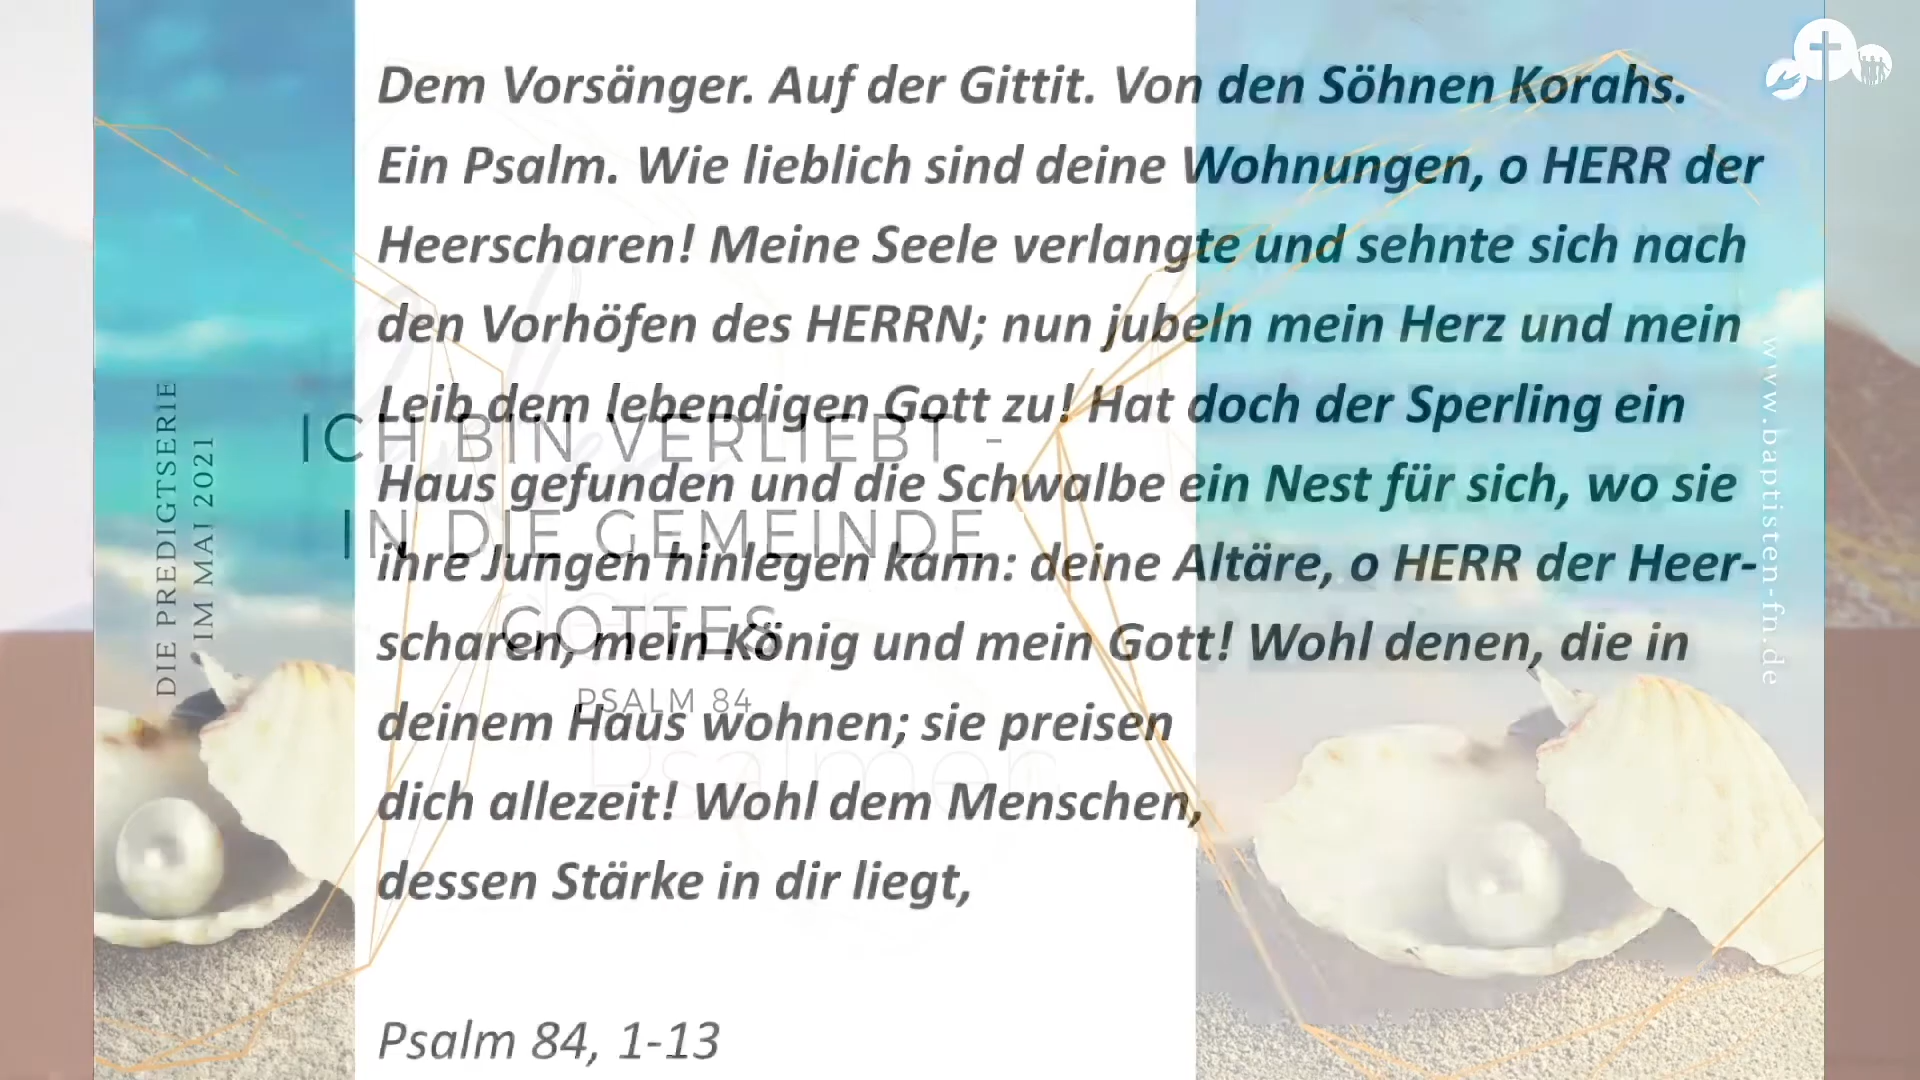 Dem Vorsänger. Auf der Gittit. Von den Söhnen Korahs.
Ein Psalm. Wie lieblich sind deine Wohnungen, o HERR der
Heerscharen! Meine Seele verlangte und sehnte sich nach
den Vorhöfen des HERRN; nun jubeln mein Herz und mein
Leib dem lebendigen Gott zu! Hat doch der Sperling ein
Haus gefunden und die Schwalbe ein Nest für sich, wo sie
ihre Jungen hinlegen kann: deine Altäre, o HERR der Heer-
scharen, mein König und mein Gott! Wohl denen, die in
deinem Haus wohnen; sie preisen
dich allezeit! Wohl dem Menschen,
dessen Stärke in dir liegt,
Psalm 84, 1-13
ICH BIN VERLIEBT -
IN DIE GEMEINDE
GOTTES
PSALM 84
Psalmen
DIE PREDIGTSERIE
IM MAI 2021
www.baptisten-fn.de